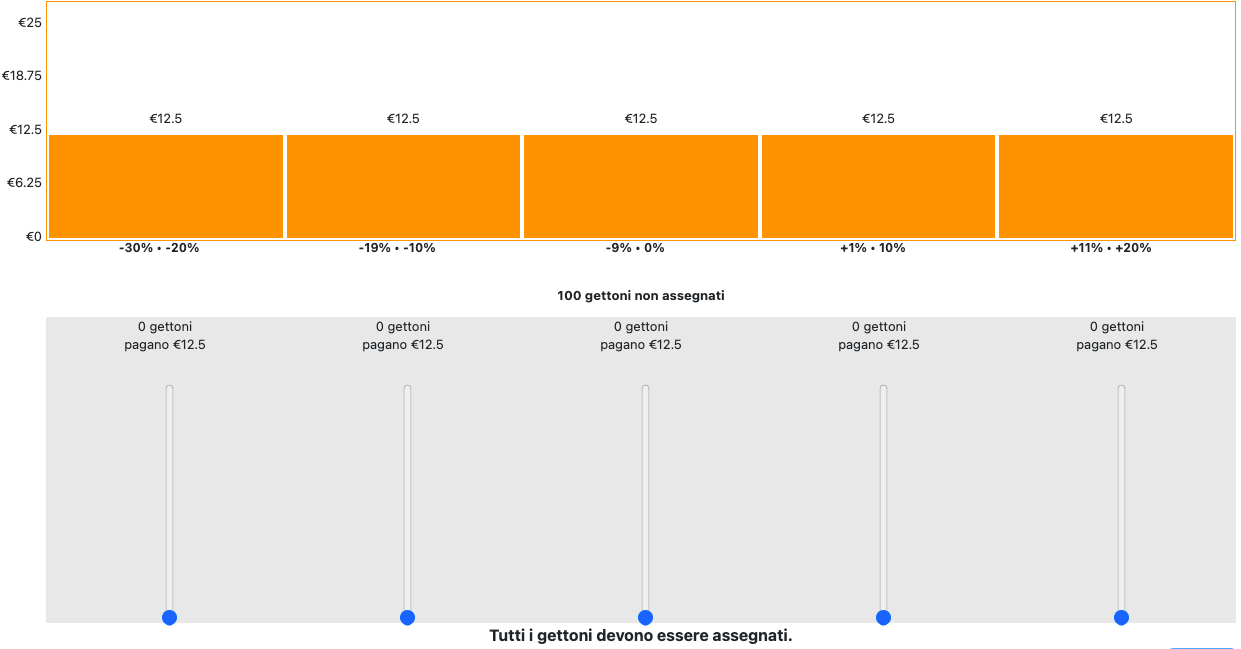 €25
€18.75
€12.5
€6.25
€0
€12.5 €12.5 €12.5 €12.5 €12.5
-30% • -20% -19% • -10% -9% • 0% +1% • 10% +11% • +20%
100 gettoni non assegnati
0 gettoni 0 gettoni 0 gettoni 0 gettoni 0 gettoni
pagano €12.5 pagano €12.5 pagano €12.5 pagano €12.5 pagano €12.5
Tutti i gettoni devono essere assegnati.